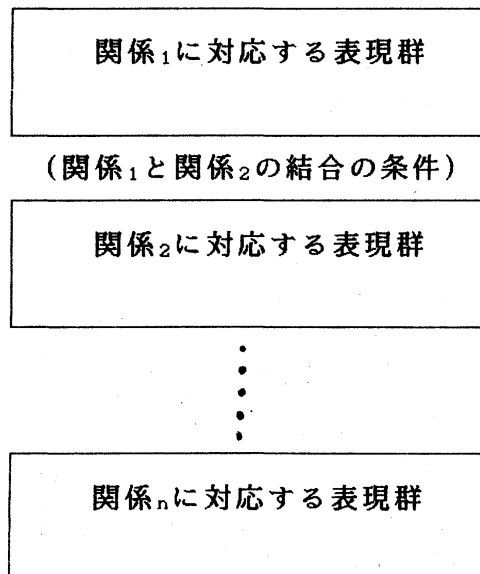 関係₁に対応する表現群
(関係₁と関係₂の結合の条件)
関係₂に対応する表現群
関係ₙに対応する表現群